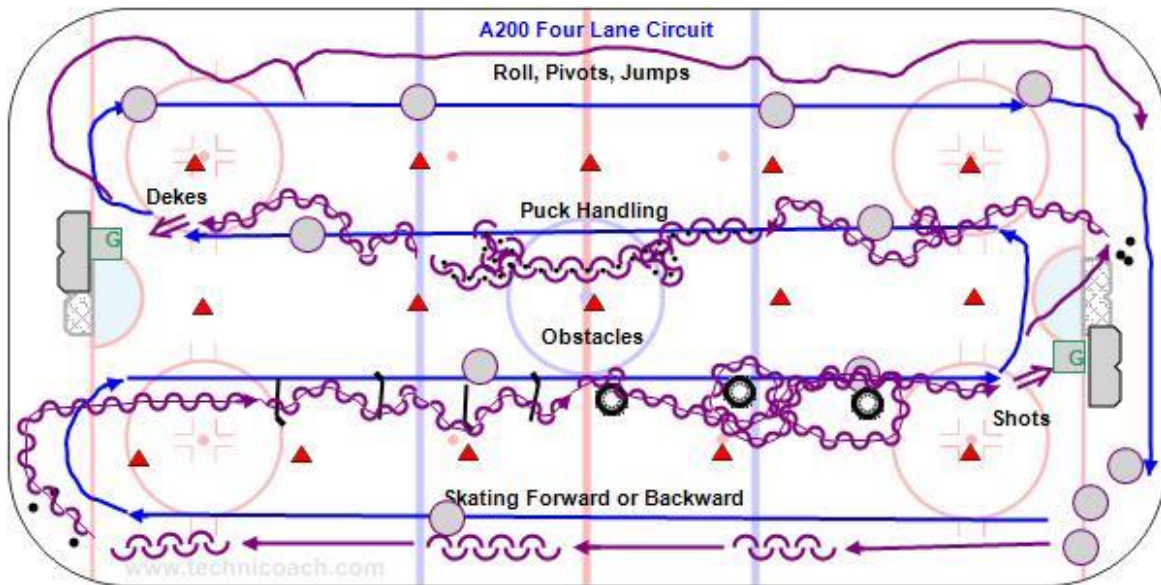 A200 Four Lane Circuit
Roll, Pivots, Jumps
Dekes
Puck Handling
G
Obstacles
G
Shots
Skating Forward or Backward
www.technicoach.com